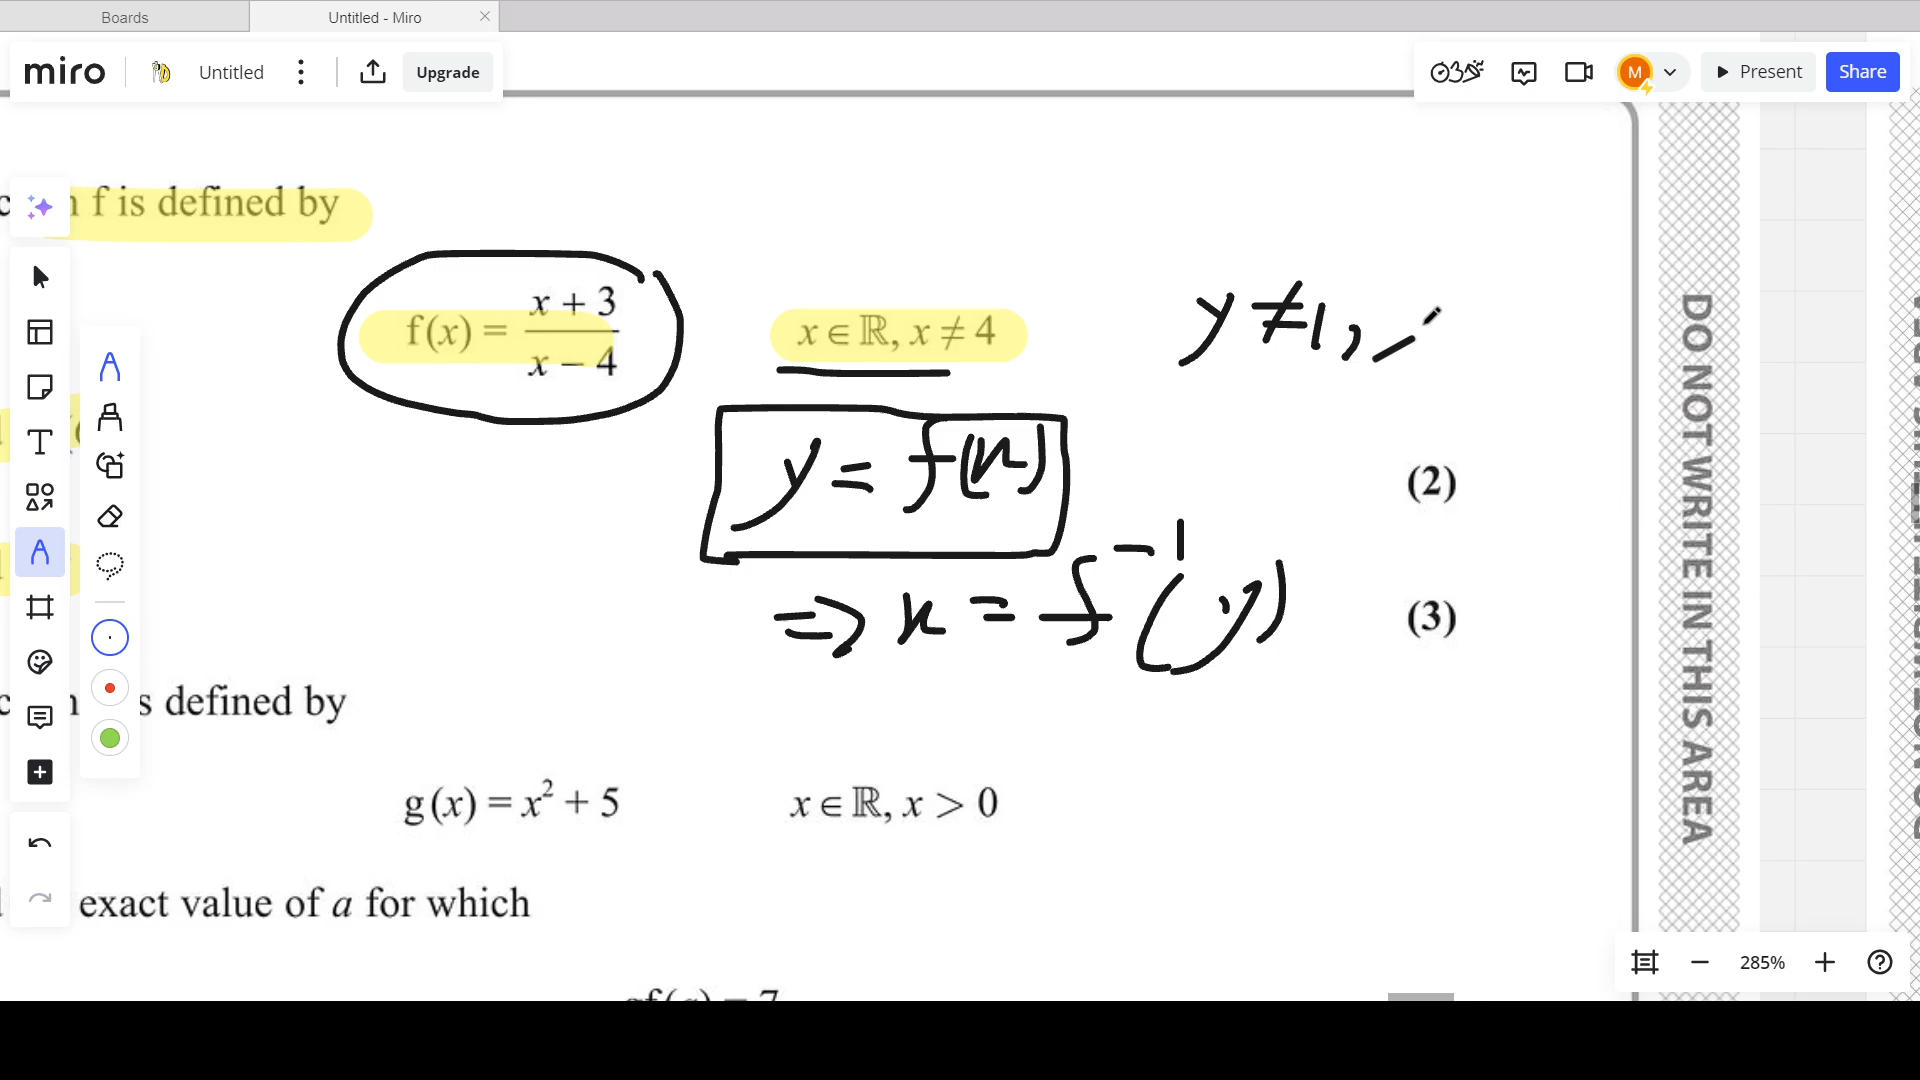 Boards Untitled - Miro
miro Untitled Upgrade M Present Share
f is defined by
f(x) = \frac{x + 3}{x − 4} x ∈ ℝ, x ≠ 4 y ≠ 1,
y = f(x) (2)
⇒ x = f⁻¹(y) (3)
s defined by
g(x) = x² + 5 x ∈ ℝ, x > 0
exact value of a for which
DO NOT WRITE IN THIS AREA
285%